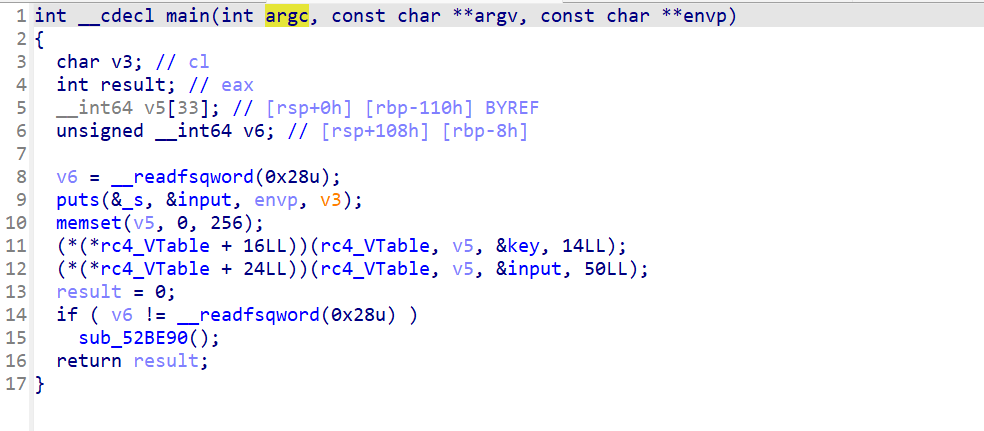 1 int __cdecl main(int argc, const char **argv, const char **envp)
2 {
3   char v3; // cl
4   int result; // eax
5   __int64 v5[33]; // [rsp+0h] [rbp-110h] BYREF
6   unsigned __int64 v6; // [rsp+108h] [rbp-8h]
7
8   v6 = __readfsqword(0x28u);
9   puts(&_s, &input, envp, v3);
10   memset(v5, 0, 256);
11   (*(*rc4_VTable + 16LL))(rc4_VTable, v5, &key, 14LL);
12   (*(*rc4_VTable + 24LL))(rc4_VTable, v5, &input, 50LL);
13   result = 0;
14   if ( v6 != __readfsqword(0x28u) )
15     sub_52BE90();
16   return result;
17 }